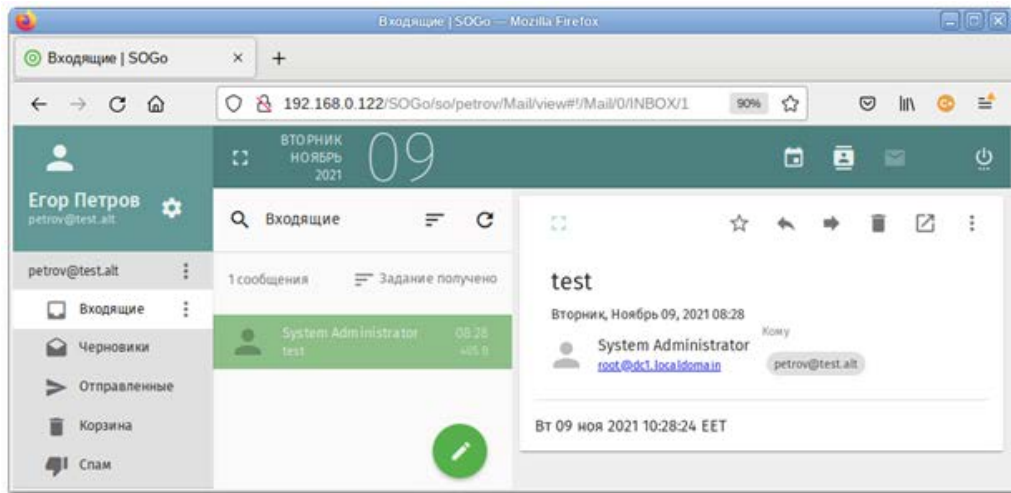 Входящие | SOGo — Mozilla Firefox
Входящие | SOGo
192.168.0.122/SOGo/so/petrov/Mail/view#!/Mail/0/INBOX/1 90%
ВТОРНИК
НОЯБРЬ
2021
09
Егор Петров
petrov@test.alt
petrov@test.alt
Входящие
Черновики
Отправленные
Корзина
Спам
Входящие
1 сообщения Задание получено
System Administrator 08:28
test 405 B
test
Вторник, Ноябрь 09, 2021 08:28
Кому
System Administrator
root@dc1.localdomain petrov@test.alt
Вт 09 ноя 2021 10:28:24 EET